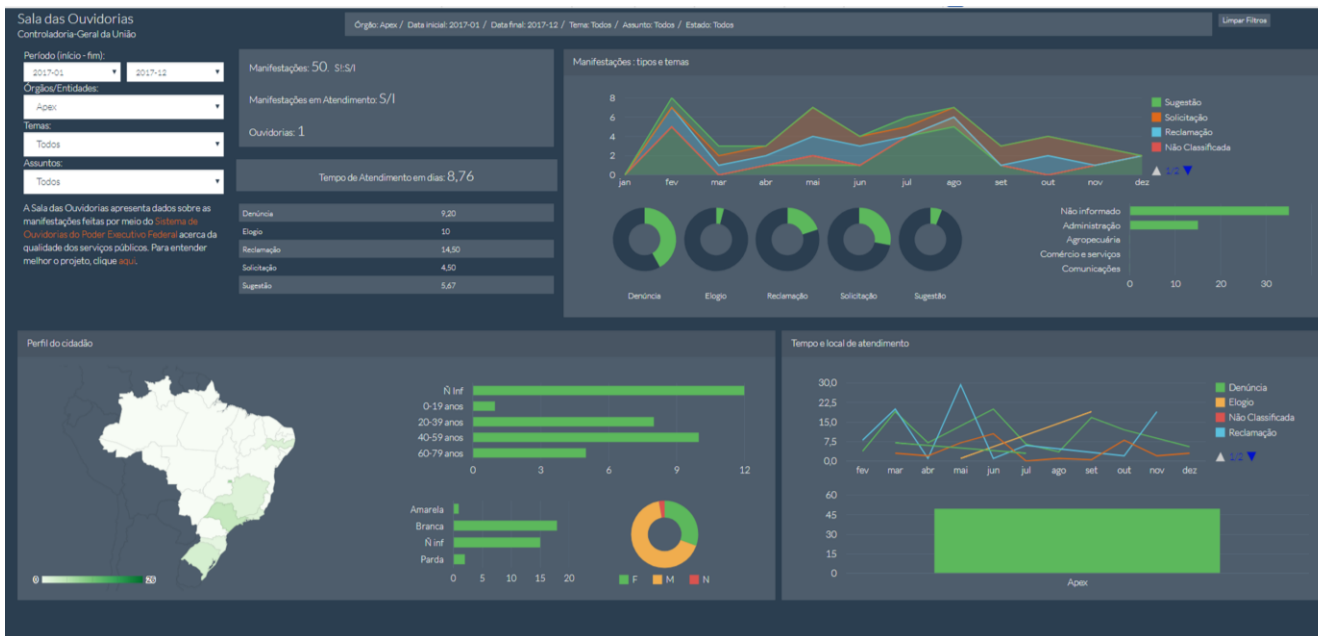 Sala das Ouvidorias
Controladoria-Geral da União
Órgão: Apex / Data inicial: 2017-01 / Data final: 2017-12 / Tema: Todos / Assunto: Todos / Estado: Todos
Limpar Filtros
Período (início - fim):
2017-01 2017-12
Órgãos/Entidades:
Apex
Temas:
Todos
Assuntos:
Todos
A Sala das Ouvidorias apresenta dados sobre as
manifestações feitas por meio do Sistema de
Ouvidorias do Poder Executivo Federal acerca da
qualidade dos serviços públicos. Para entender
melhor o projeto, clique aqui.
Manifestações: 50. S!:S/I
Manifestações em Atendimento: S/I
Ouvidorias: 1
Tempo de Atendimento em dias: 8,76
Denúncia 9,20
Elogio 10
Reclamação 14,50
Solicitação 4,50
Sugestão 5,67
Manifestações : tipos e temas
8
6
4
2
0
jan fev mar abr mai jun jul ago set out nov dez
Sugestão
Solicitação
Reclamação
Não Classificada
1/2
Denúncia Elogio Reclamação Solicitação Sugestão
Não informado
Administração
Agropecuária
Comércio e serviços
Comunicações
0 10 20 30
Perfil do cidadão
0 20
Ñ Inf
0-19 anos
20-39 anos
40-59 anos
60-79 anos
0 3 6 9 12
Amarela
Branca
Ñ inf
Parda
0 5 10 15 20
F M N
Tempo e local de atendimento
30,0
22,5
15,0
7,5
0,0
fev mar abr mai jun jul ago set out nov dez
Denúncia
Elogio
Não Classificada
Reclamação
1/2
60
45
30
15
0
Apex